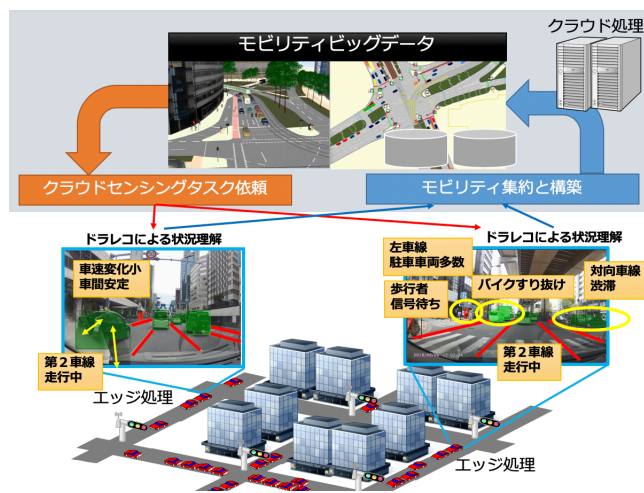 クラウド処理
モビリティビッグデータ
クラウドセンシングタスク依頼
モビリティ集約と構築
ドラレコによる状況理解
車速変化小
車間安定
第2車線
走行中
エッジ処理
ドラレコによる状況理解
左車線
駐車車両多数
歩行者
信号待ち
バイクすり抜け
対向車線
渋滞
第2車線
走行中
エッジ処理